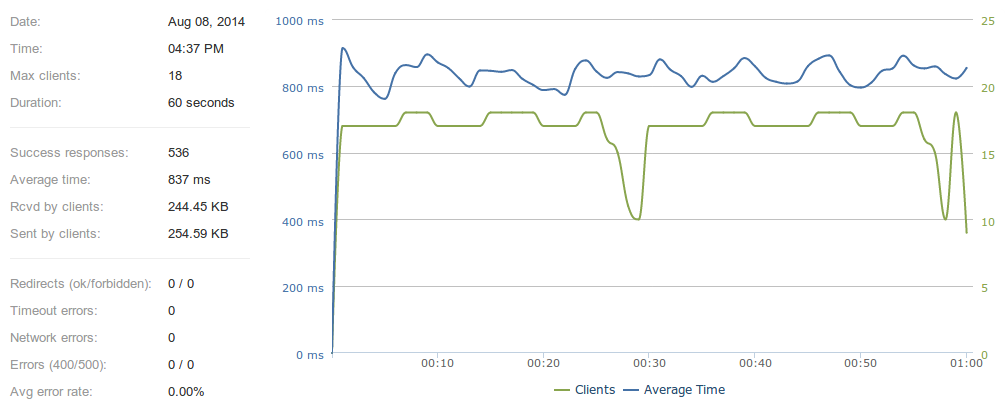 Date: Aug 08, 2014
Time: 04:37 PM
Max clients: 18
Duration: 60 seconds
Success responses: 536
Average time: 837 ms
Rcvd by clients: 244.45 KB
Sent by clients: 254.59 KB
Redirects (ok/forbidden): 0 / 0
Timeout errors: 0
Network errors: 0
Errors (400/500): 0 / 0
Avg error rate: 0.00%
1000 ms 25
800 ms 20
600 ms 15
400 ms 10
200 ms 5
0 ms 0
00:10 00:20 00:30 00:40 00:50 01:00
Clients Average Time